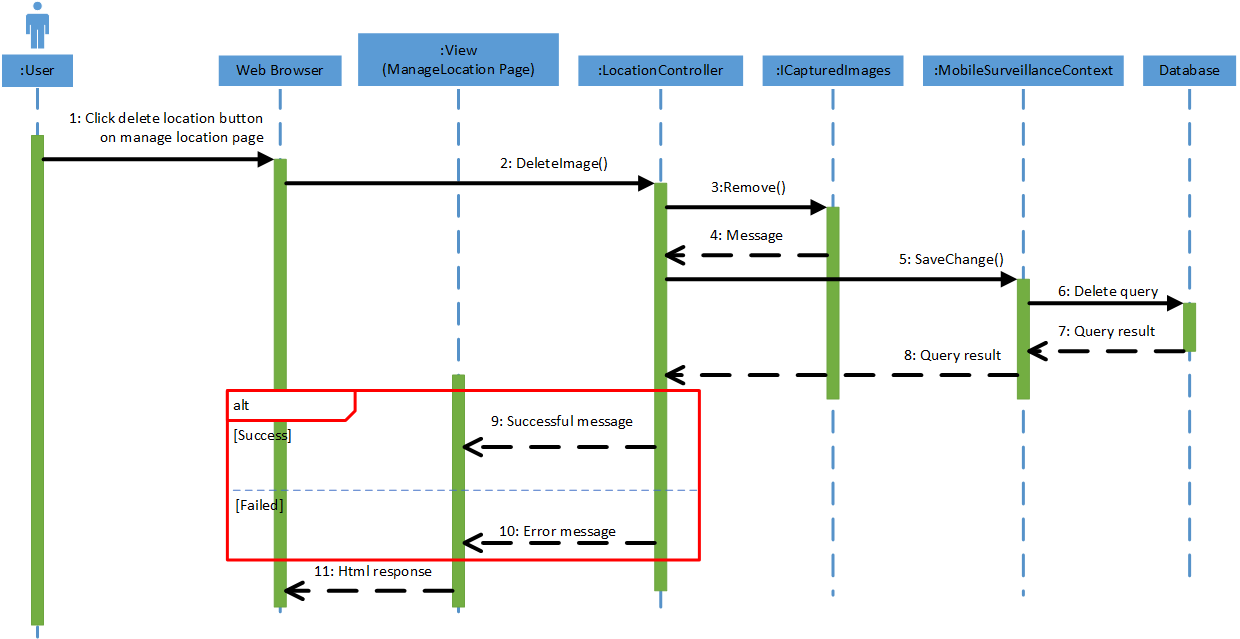 :User
Web Browser
:View
(ManageLocation Page)
:LocationController
:ICapturedImages
:MobileSurveillanceContext
Database
1: Click delete location button
on manage location page
2: DeleteImage()
3:Remove()
4: Message
5: SaveChange()
6: Delete query
7: Query result
8: Query result
alt
[Success]
9: Successful message
[Failed]
10: Error message
11: Html response